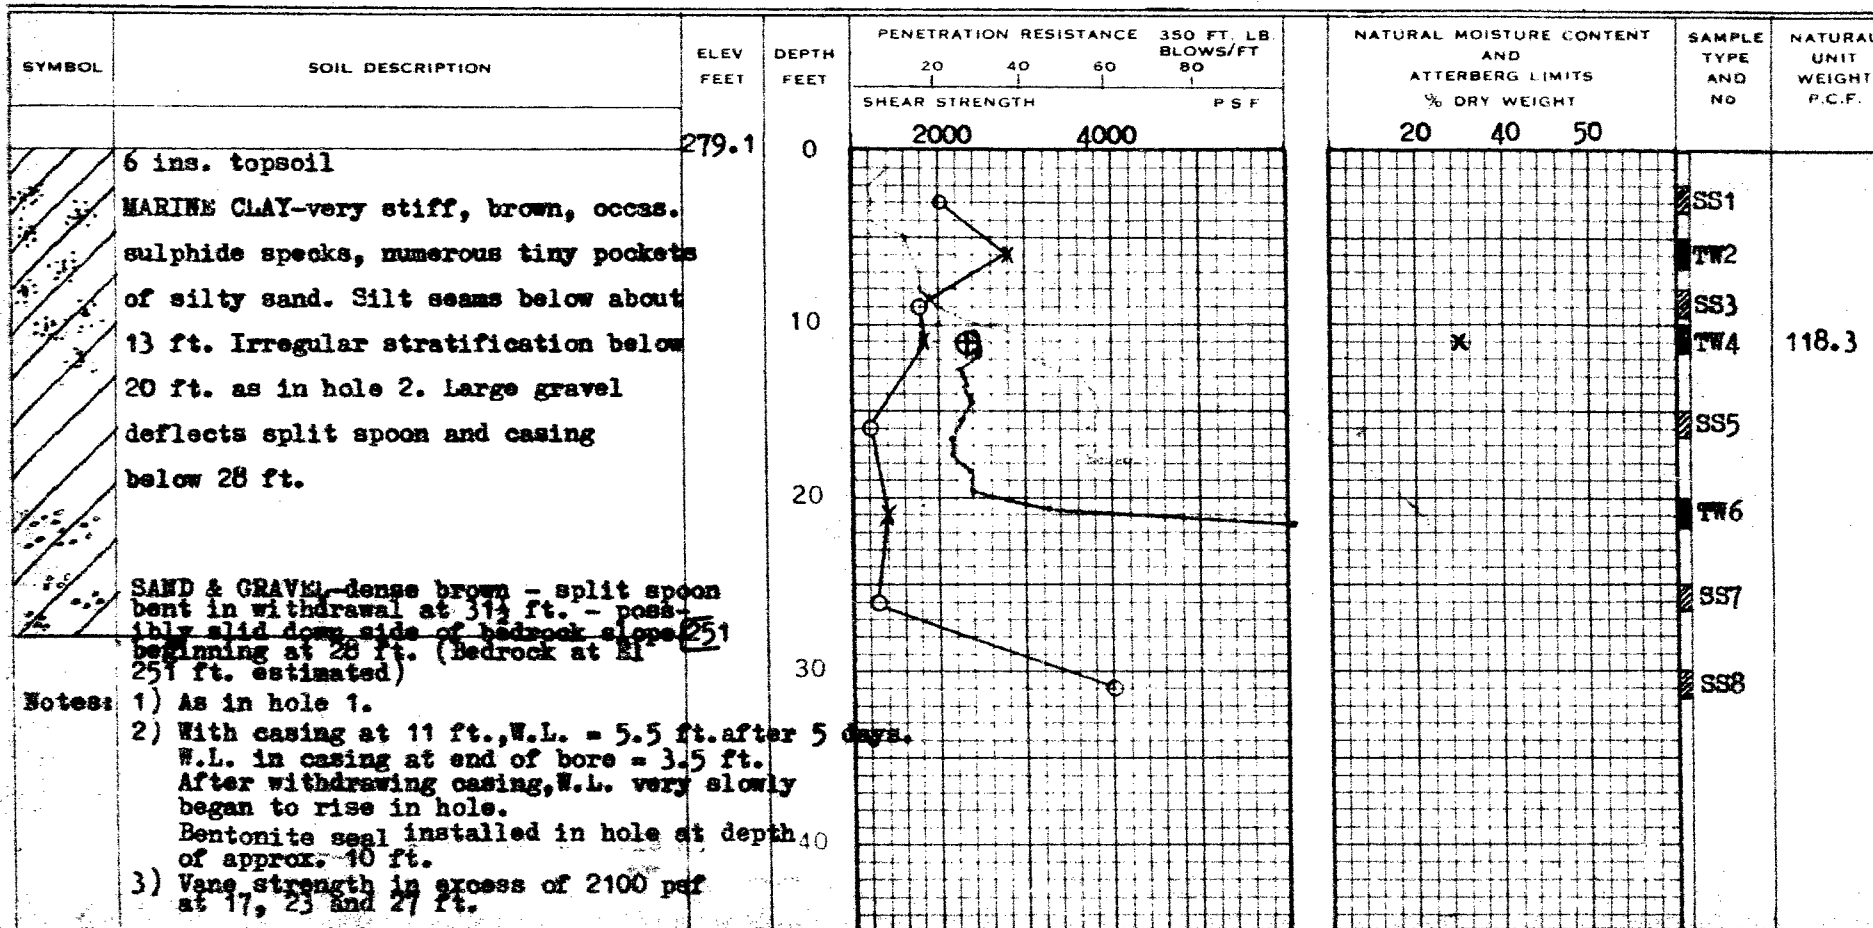 SYMBOL
SOIL DESCRIPTION
ELEV
FEET
DEPTH
FEET
PENETRATION RESISTANCE 350 FT. LB.
BLOWS/FT
20 40 60 80
SHEAR STRENGTH P S F
2000 4000
NATURAL MOISTURE CONTENT
AND
ATTERBERG LIMITS
% DRY WEIGHT
20 40 50
SAMPLE
TYPE
AND
No
NATURAL
UNIT
WEIGHT
P.C.F.
279.1
0
6 ins. topsoil
MARINE CLAY-very stiff, brown, occas.
sulphide specks, numerous tiny pockets
of silty sand. Silt seams below about
13 ft. Irregular stratification below
20 ft. as in hole 2. Large gravel
deflects split spoon and casing
below 28 ft.
SAND & GRAVEL-dense brown - split spoon
bent in withdrawal at 31½ ft. - poss-
ibly slid down side of bedrock slope
beginning at 28 ft. (Bedrock at El
251 ft. estimated)
251
10
20
30
40
SS1
TW2
SS3
TW4
118.3
SS5
TW6
SS7
SS8
Notes: 1) As in hole 1.
2) With casing at 11 ft.,W.L. = 5.5 ft.after 5 days.
W.L. in casing at end of bore = 3.5 ft.
After withdrawing casing,W.L. very slowly
began to rise in hole.
Bentonite seal installed in hole at depth
of approx. 10 ft.
3) Vane strength in excess of 2100 psf
at 17, 23 and 27 ft.